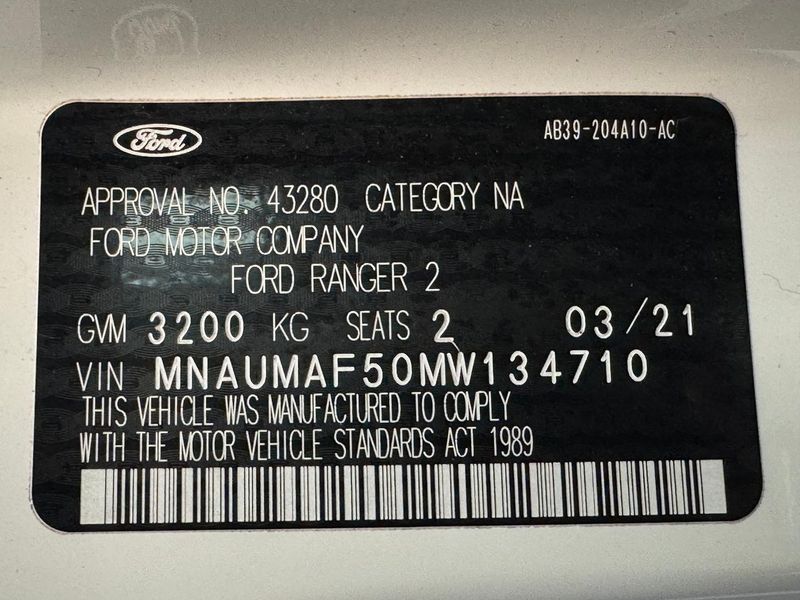 Ford
AB39-204A10-AC
APPROVAL NO. 43280 CATEGORY NA
FORD MOTOR COMPANY
FORD RANGER 2
GVM 3200 KG SEATS 2 03/21
VIN MNAUMAF50MW134710
THIS VEHICLE WAS MANUFACTURED TO COMPLY
WITH THE MOTOR VEHICLE STANDARDS ACT 1989